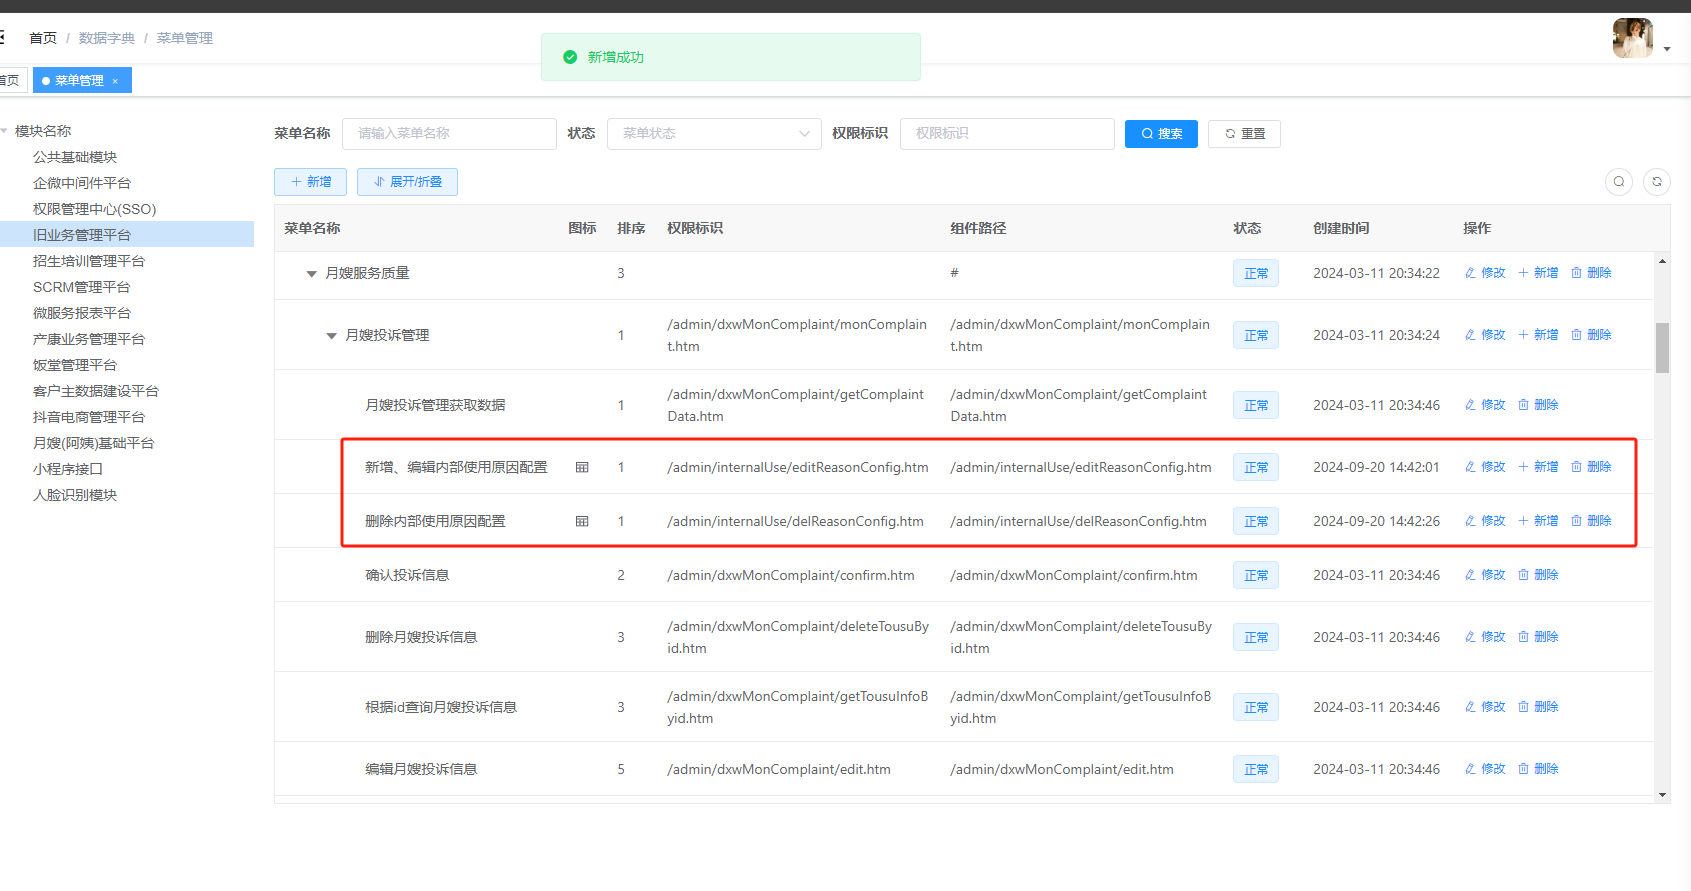 首页 / 数据字典 / 菜单管理
新增成功
首页
菜单管理 ×
模块名称
公共基础模块
企微中间件平台
权限管理中心(SSO)
旧业务管理平台
招生培训管理平台
SCRM管理平台
微服务报表平台
产康业务管理平台
饭堂管理平台
客户主数据建设平台
抖音电商管理平台
月嫂(阿姨)基础平台
小程序接口
人脸识别模块
菜单名称 请输入菜单名称 状态 菜单状态 权限标识 权限标识 搜索 重置
新增 展开/折叠
菜单名称 图标 排序 权限标识 组件路径 状态 创建时间 操作
月嫂服务质量 3 # 正常 2024-03-11 20:34:22 修改 新增 删除
月嫂投诉管理 1 /admin/dxwMonComplaint/monComplain /admin/dxwMonComplaint/monComplain 正常 2024-03-11 20:34:24 修改 新增 删除
t.htm t.htm
月嫂投诉管理获取数据 1 /admin/dxwMonComplaint/getComplaint /admin/dxwMonComplaint/getComplaint 正常 2024-03-11 20:34:46 修改 删除
Data.htm Data.htm
新增、编辑内部使用原因配置 1 /admin/internalUse/editReasonConfig.htm /admin/internalUse/editReasonConfig.htm 正常 2024-09-20 14:42:01 修改 新增 删除
删除内部使用原因配置 1 /admin/internalUse/delReasonConfig.htm /admin/internalUse/delReasonConfig.htm 正常 2024-09-20 14:42:26 修改 新增 删除
确认投诉信息 2 /admin/dxwMonComplaint/confirm.htm /admin/dxwMonComplaint/confirm.htm 正常 2024-03-11 20:34:46 修改 删除
删除月嫂投诉信息 3 /admin/dxwMonComplaint/deleteTousuBy /admin/dxwMonComplaint/deleteTousuBy 正常 2024-03-11 20:34:46 修改 删除
id.htm id.htm
根据id查询月嫂投诉信息 3 /admin/dxwMonComplaint/getTousuInfoB /admin/dxwMonComplaint/getTousuInfoB 正常 2024-03-11 20:34:46 修改 删除
yid.htm yid.htm
编辑月嫂投诉信息 5 /admin/dxwMonComplaint/edit.htm /admin/dxwMonComplaint/edit.htm 正常 2024-03-11 20:34:46 修改 删除